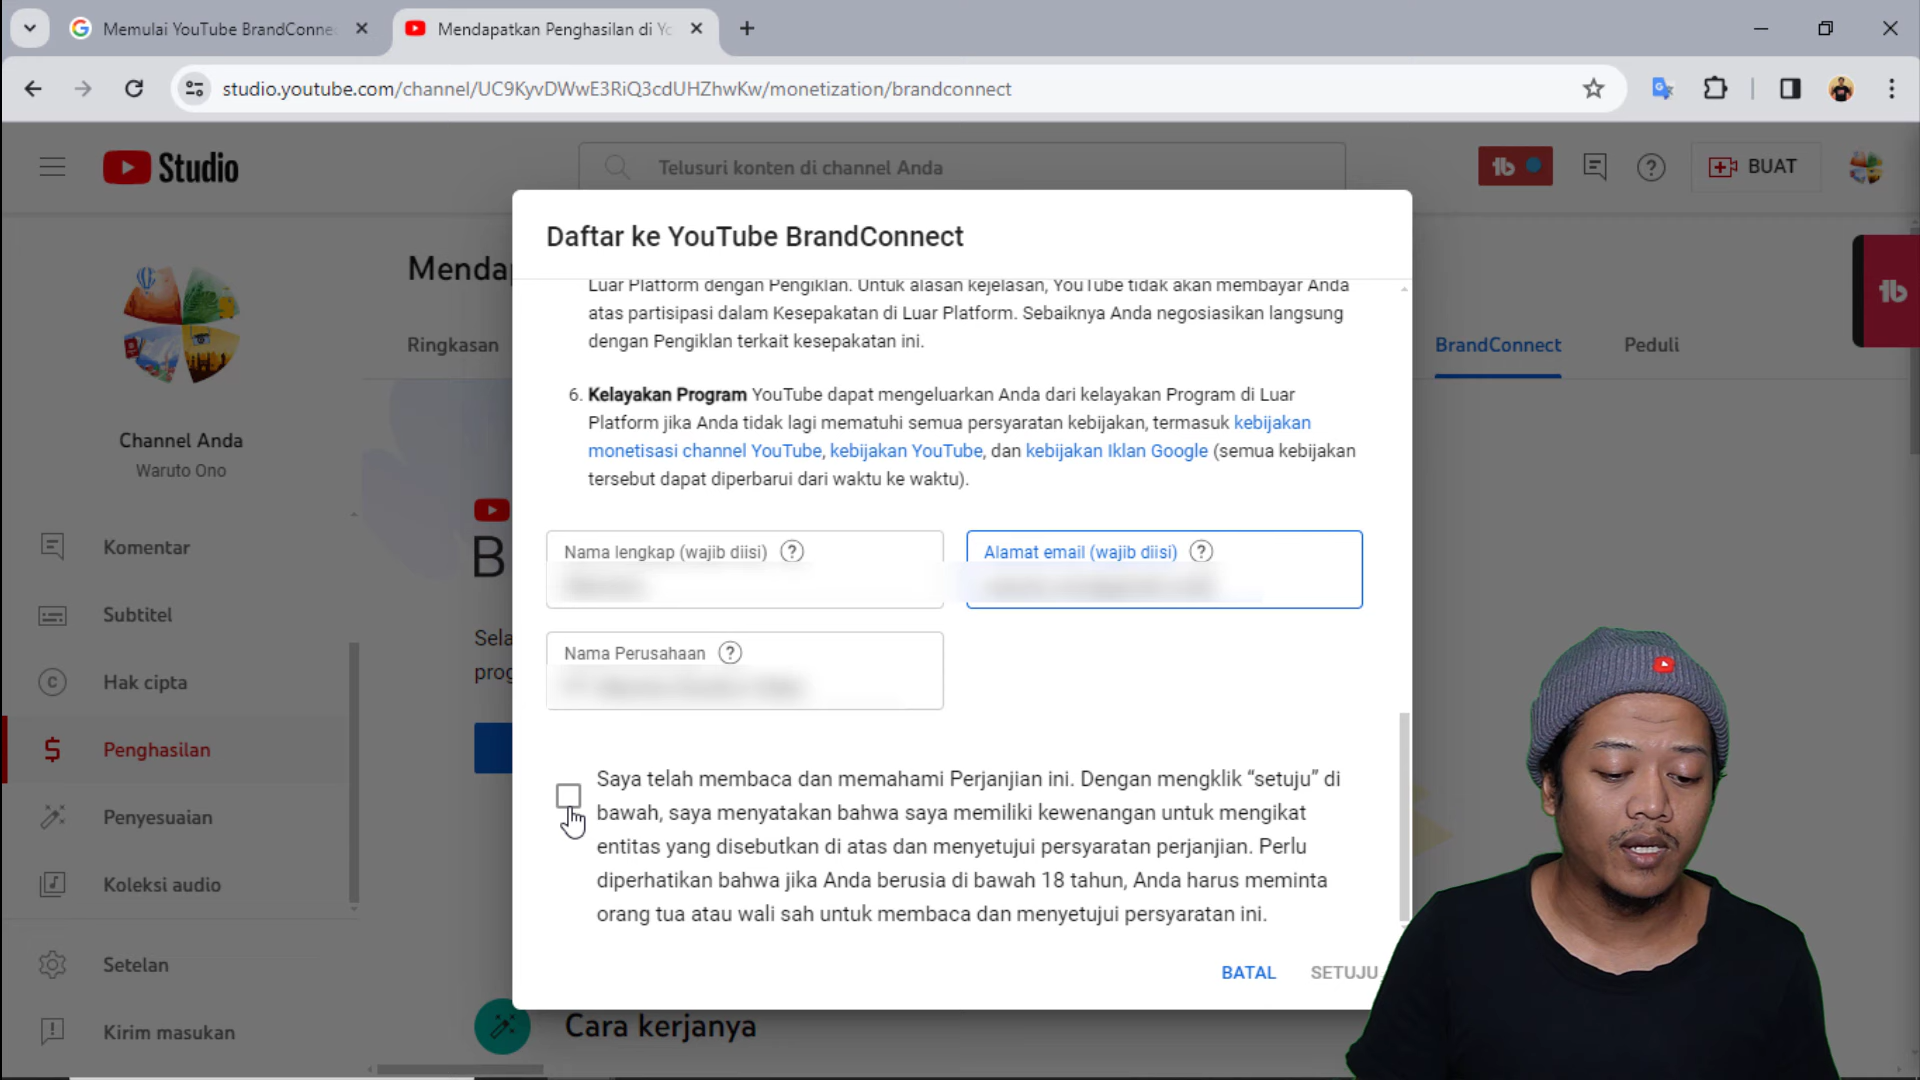 Memulai YouTube BrandConne
Mendapatkan Penghasilan di Yo
studio.youtube.com/channel/UC9KyvDWwE3RiQ3cdUHZhwKw/monetization/brandconnect
Studio
Telusuri konten di channel Anda
tb
BUAT
Channel Anda
Waruto Ono
Komentar
Subtitel
Hak cipta
Penghasilan
Penyesuaian
Koleksi audio
Setelan
Kirim masukan
Menda
Ringkasan
BrandConnect
Peduli
tb
B
Sela
prog
Daftar ke YouTube BrandConnect
Luar Platform dengan Pengiklan. Untuk alasan kejelasan, YouTube tidak akan membayar Anda
atas partisipasi dalam Kesepakatan di Luar Platform. Sebaiknya Anda negosiasikan langsung
dengan Pengiklan terkait kesepakatan ini.
6. Kelayakan Program YouTube dapat mengeluarkan Anda dari kelayakan Program di Luar
Platform jika Anda tidak lagi mematuhi semua persyaratan kebijakan, termasuk kebijakan
monetisasi channel YouTube, kebijakan YouTube, dan kebijakan Iklan Google (semua kebijakan
tersebut dapat diperbarui dari waktu ke waktu).
Nama lengkap (wajib diisi)
Alamat email (wajib diisi)
Nama Perusahaan
Saya telah membaca dan memahami Perjanjian ini. Dengan mengklik “setuju” di
bawah, saya menyatakan bahwa saya memiliki kewenangan untuk mengikat
entitas yang disebutkan di atas dan menyetujui persyaratan perjanjian. Perlu
diperhatikan bahwa jika Anda berusia di bawah 18 tahun, Anda harus meminta
orang tua atau wali sah untuk membaca dan menyetujui persyaratan ini.
BATAL
SETUJU
Cara kerjanya